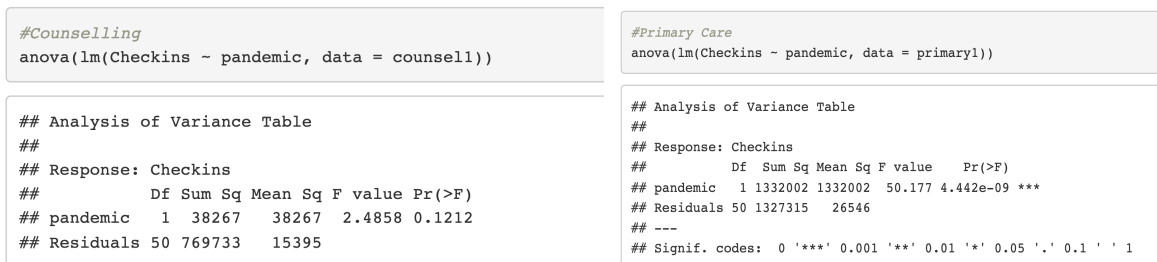 #Counselling
anova(lm(Checkins ~ pandemic, data = counsel1))
## Analysis of Variance Table
##
## Response: Checkins
##           Df Sum Sq Mean Sq F value Pr(>F)
## pandemic   1  38267   38267  2.4858 0.1212
## Residuals 50 769733   15395
#Primary Care
anova(lm(Checkins ~ pandemic, data = primary1))
## Analysis of Variance Table
##
## Response: Checkins
##           Df  Sum Sq Mean Sq F value    Pr(>F)
## pandemic   1 1332002 1332002  50.177 4.442e-09 ***
## Residuals 50 1327315   26546
## ---
## Signif. codes:  0 '***' 0.001 '**' 0.01 '*' 0.05 '.' 0.1 ' ' 1